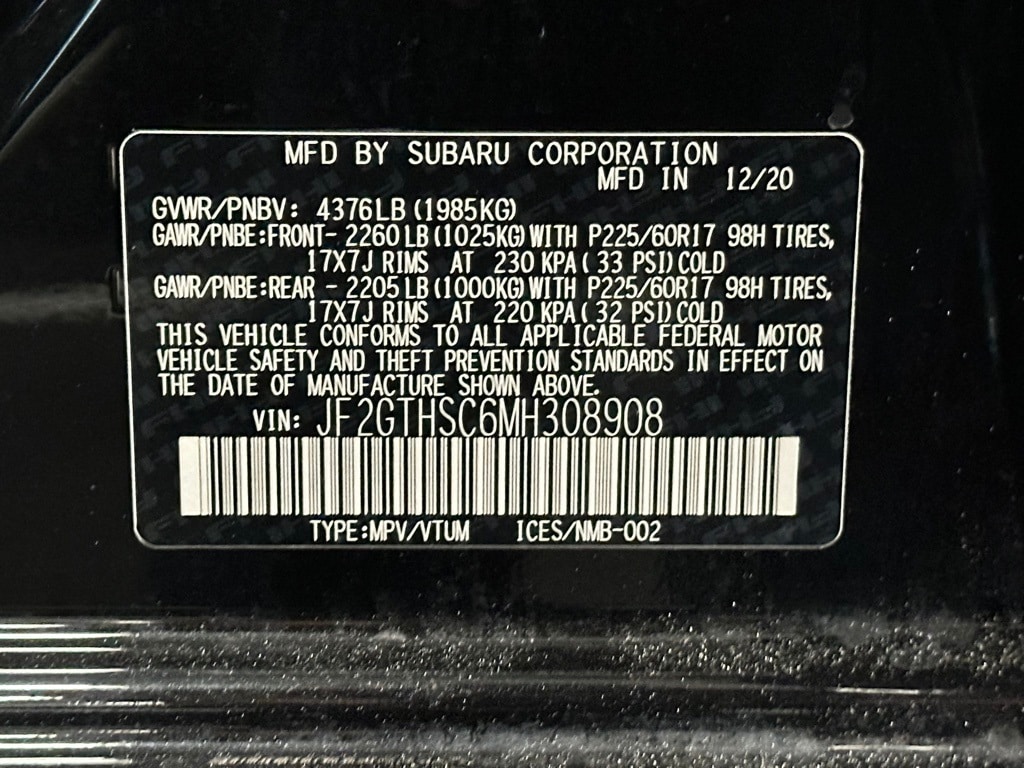 MFD BY SUBARU CORPORATION
MFD IN 12/20
GVWR/PNBV: 4376LB(1985KG)
GAWR/PNBE:FRONT- 2260LB(1025KG)WITH P225/60R17 98H TIRES,
17X7J RIMS AT 230 KPA(33 PSI)COLD
GAWR/PNBE:REAR - 2205LB(1000KG)WITH P225/60R17 98H TIRES,
17X7J RIMS AT 220 KPA(32 PSI)COLD
THIS VEHICLE CONFORMS TO ALL APPLICABLE FEDERAL MOTOR
VEHICLE SAFETY AND THEFT PREVENTION STANDARDS IN EFFECT ON
THE DATE OF MANUFACTURE SHOWN ABOVE.
VIN: JF2GTHSC6MH308908
TYPE:MPV/VTUM ICES/NMB-002